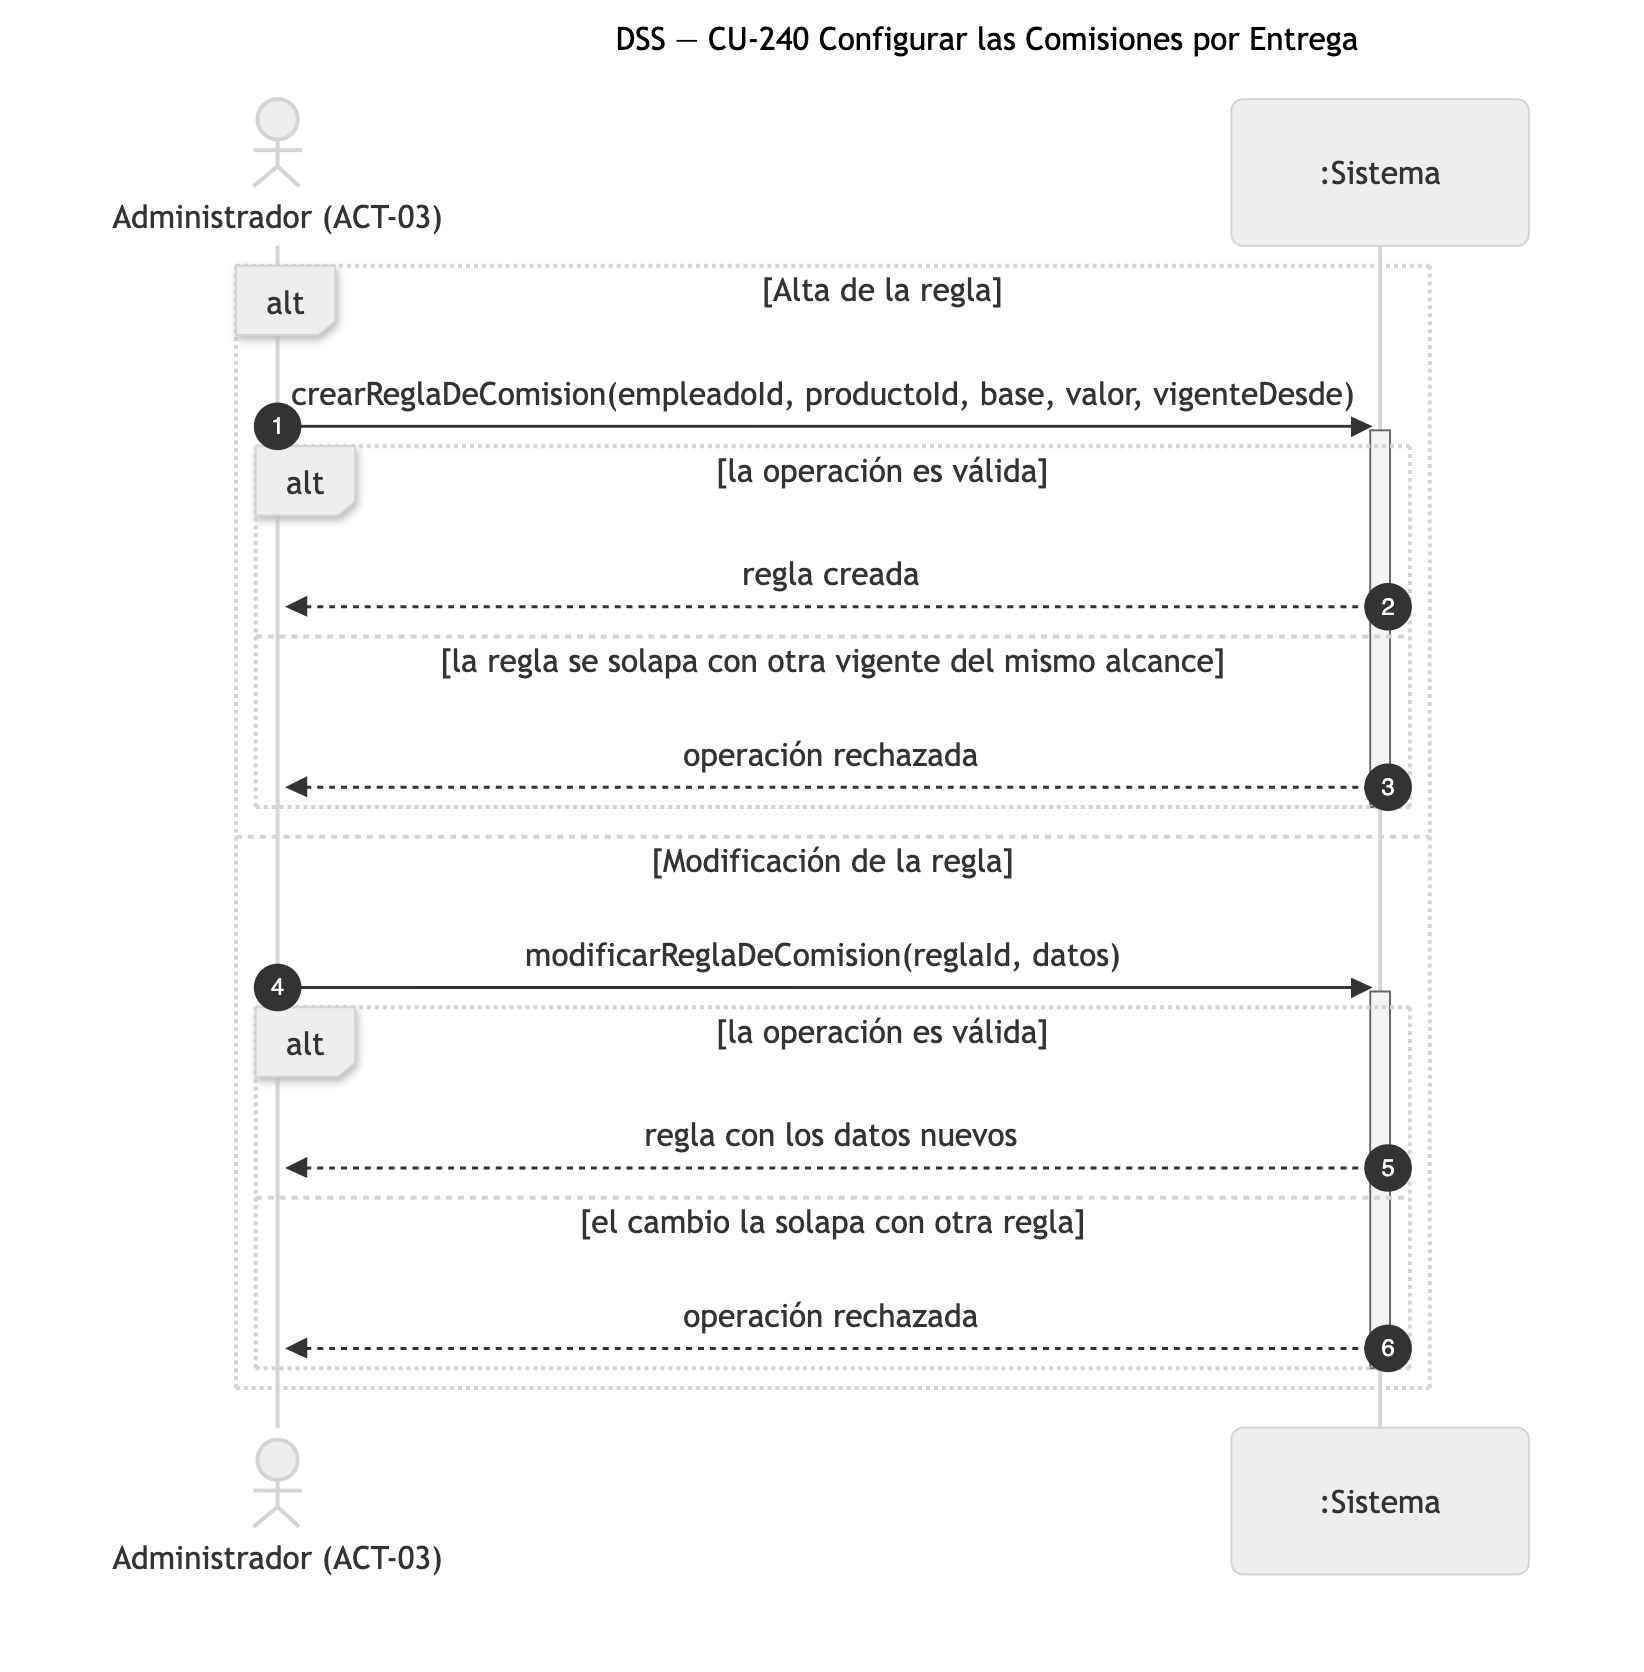 DSS — CU-240 Configurar las Comisiones por Entrega
Administrador (ACT-03)
:Sistema
alt
[Alta de la regla]
crearReglaDeComision(empleadoId, productoId, base, valor, vigenteDesde)
1
alt
[la operación es válida]
regla creada
2
[la regla se solapa con otra vigente del mismo alcance]
operación rechazada
3
[Modificación de la regla]
modificarReglaDeComision(reglaId, datos)
4
alt
[la operación es válida]
regla con los datos nuevos
5
[el cambio la solapa con otra regla]
operación rechazada
6
Administrador (ACT-03)
:Sistema